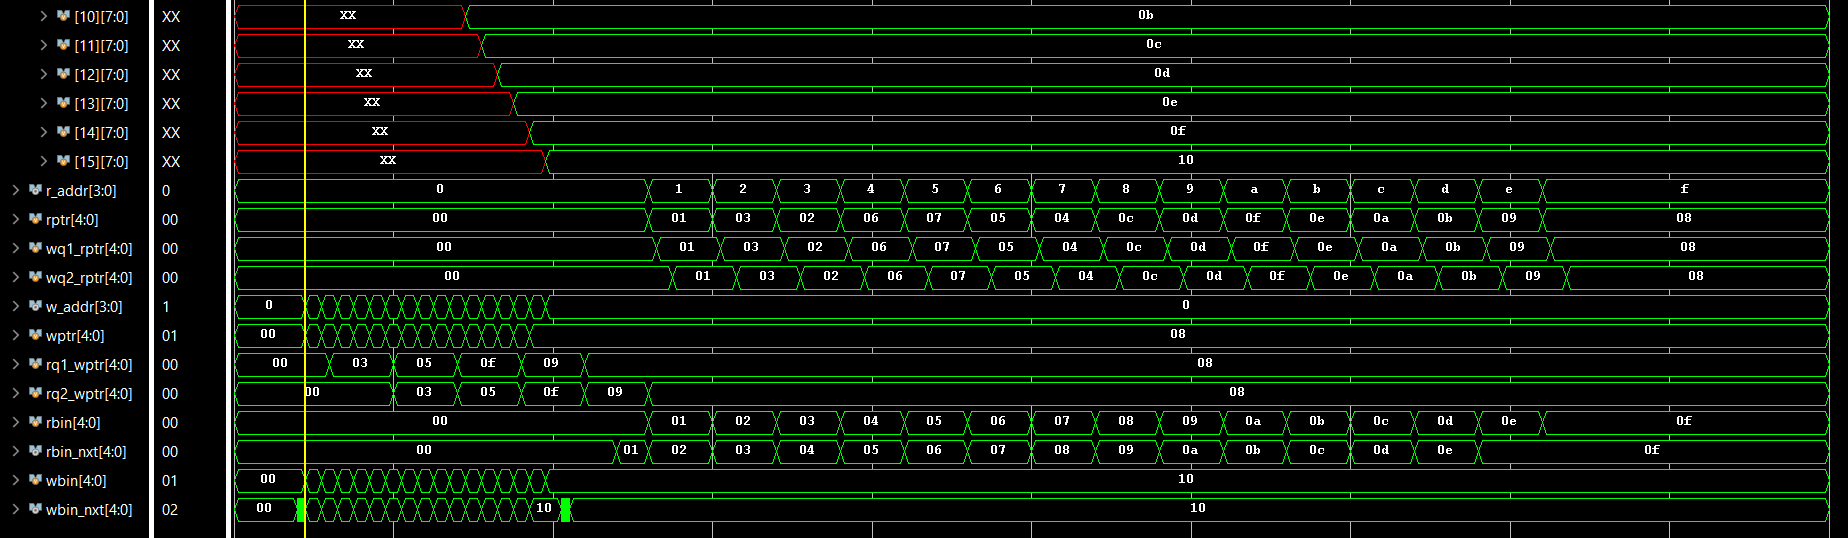 [10][7:0] XX XX 0b
[11][7:0] XX XX 0c
[12][7:0] XX XX 0d
[13][7:0] XX XX 0e
[14][7:0] XX XX 0f
[15][7:0] XX XX 10
r_addr[3:0] 0 0 1 2 3 4 5 6 7 8 9 a b c d e f
rptr[4:0] 00 00 01 03 02 06 07 05 04 0c 0d 0f 0e 0a 0b 09 08
wq1_rptr[4:0] 00 00 01 03 02 06 07 05 04 0c 0d 0f 0e 0a 0b 09 08
wq2_rptr[4:0] 00 00 01 03 02 06 07 05 04 0c 0d 0f 0e 0a 0b 09 08
w_addr[3:0] 1 0 0
wptr[4:0] 01 00 08
rq1_wptr[4:0] 00 00 03 05 0f 09 08
rq2_wptr[4:0] 00 00 03 05 0f 09 08
rbin[4:0] 00 00 01 02 03 04 05 06 07 08 09 0a 0b 0c 0d 0e 0f
rbin_nxt[4:0] 00 00 01 02 03 04 05 06 07 08 09 0a 0b 0c 0d 0e 0f
wbin[4:0] 01 00 10
wbin_nxt[4:0] 02 00 10 10